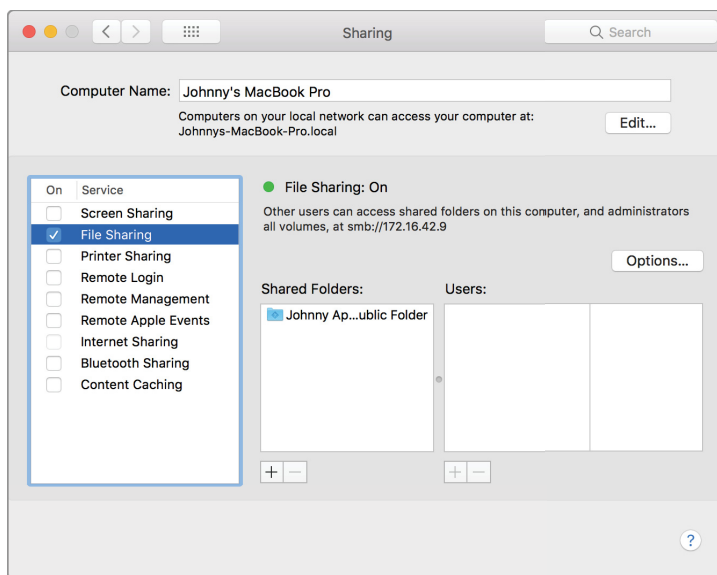 Sharing
Search
Computer Name: Johnny's MacBook Pro
Computers on your local network can access your computer at:
Johnnys-MacBook-Pro.local
Edit...
On Service
Screen Sharing
File Sharing
Printer Sharing
Remote Login
Remote Management
Remote Apple Events
Internet Sharing
Bluetooth Sharing
Content Caching
File Sharing: On
Other users can access shared folders on this computer, and administrators
all volumes, at smb://172.16.42.9
Options...
Shared Folders:
Johnny Ap...ublic Folder
Users:
+ −
+ −
?